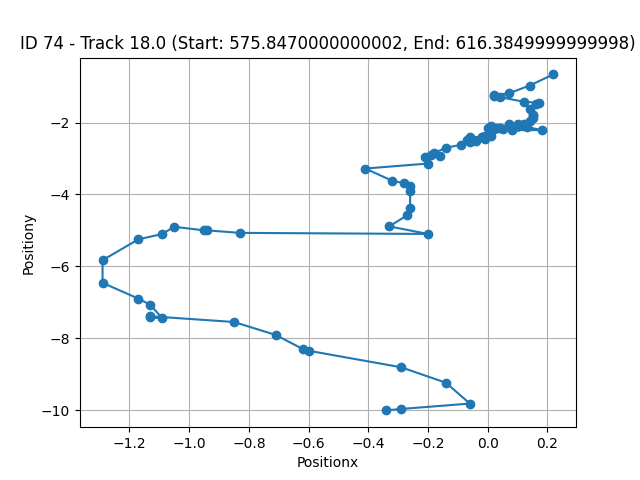 ID 74 - Track 18.0 (Start: 575.8470000000002, End: 616.3849999999998)
Positiony
−2
−4
−6
−8
−10
−1.2 −1.0 −0.8 −0.6 −0.4 −0.2 0.0 0.2
Positionx